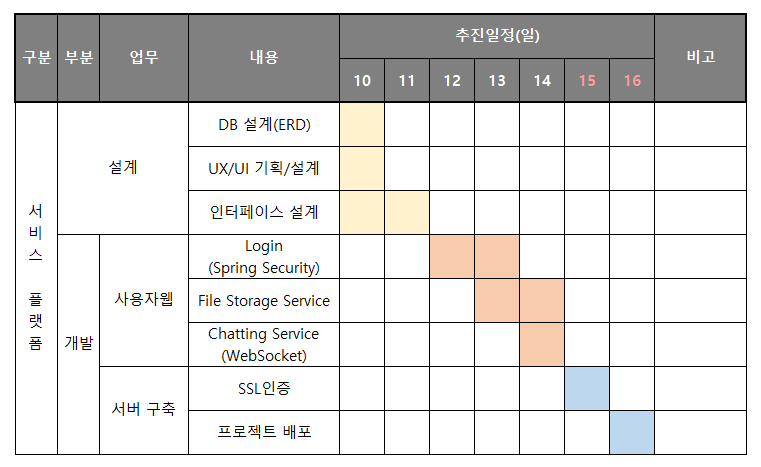 구분 부분 업무 내용 추진일정(일) 비고
10 11 12 13 14 15 16
서비스 플랫폼
설계
DB 설계(ERD)
UX/UI 기획/설계
인터페이스 설계
개발
사용자웹
Login
(Spring Security)
File Storage Service
Chatting Service
(WebSocket)
서버 구축
SSL인증
프로젝트 배포